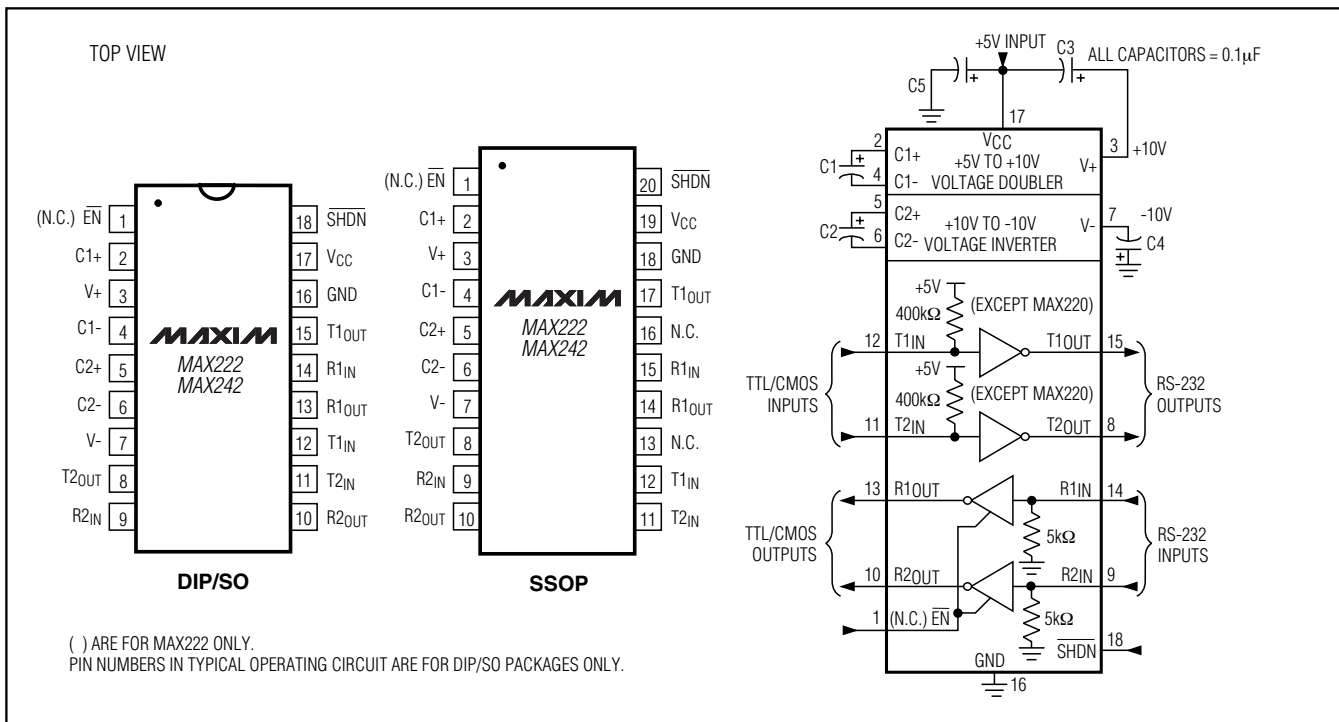 TOP VIEW
(N.C.) EN 1
C1+ 2
V+ 3
C1- 4
C2+ 5
C2- 6
V- 7
T2OUT 8
R2IN 9
18 SHDN
17 VCC
16 GND
15 T1OUT
14 R1IN
13 R1OUT
12 T1IN
11 T2IN
10 R2OUT
MAXIM
MAX222
MAX242
DIP/SO
(N.C.) EN 1
C1+ 2
V+ 3
C1- 4
C2+ 5
C2- 6
V- 7
T2OUT 8
R2IN 9
R2OUT 10
20 SHDN
19 VCC
18 GND
17 T1OUT
16 N.C.
15 R1IN
14 R1OUT
13 N.C.
12 T1IN
11 T2IN
MAXIM
MAX222
MAX242
SSOP
( ) ARE FOR MAX222 ONLY.
PIN NUMBERS IN TYPICAL OPERATING CIRCUIT ARE FOR DIP/SO PACKAGES ONLY.
+5V INPUT
C3
ALL CAPACITORS = 0.1µF
C5
+
+
17
VCC
2
C1+
+5V TO +10V
3
+10V
V+
C1
+
4
C1-
VOLTAGE DOUBLER
5
C2+
+10V TO -10V
7
-10V
V-
C2
+
6
C2-
VOLTAGE INVERTER
C4
+
+5V
400kΩ
(EXCEPT MAX220)
12
T1IN
T1OUT
15
TTL/CMOS
INPUTS
+5V
400kΩ
(EXCEPT MAX220)
RS-232
OUTPUTS
11
T2IN
T2OUT
8
13
R1OUT
R1IN
14
TTL/CMOS
OUTPUTS
5kΩ
RS-232
INPUTS
10
R2OUT
R2IN
9
1
(N.C.) EN
5kΩ
SHDN
18
GND
16